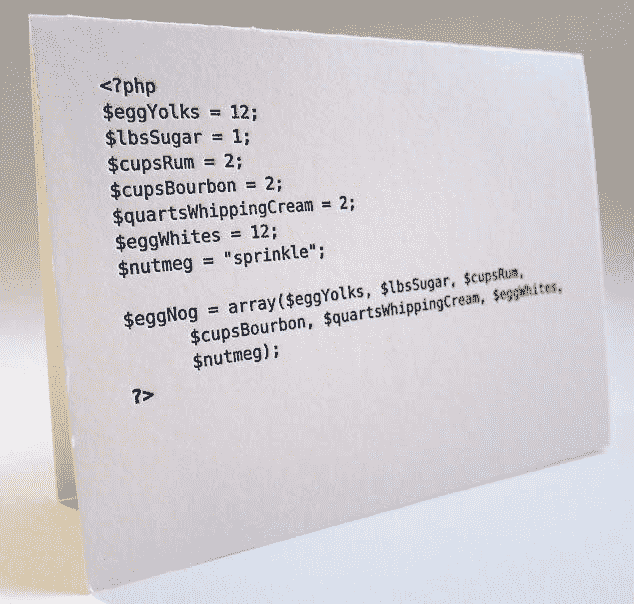 <?php
$eggYolks = 12;
$lbsSugar = 1;
$cupsRum = 2;
$cupsBourbon = 2;
$quartsWhippingCream = 2;
$eggWhites = 12;
$nutmeg = "sprinkle";
$eggNog = array($eggYolks, $lbsSugar, $cupsRum,
$cupsBourbon, $quartsWhippingCream, $eggWhites,
$nutmeg);
?>